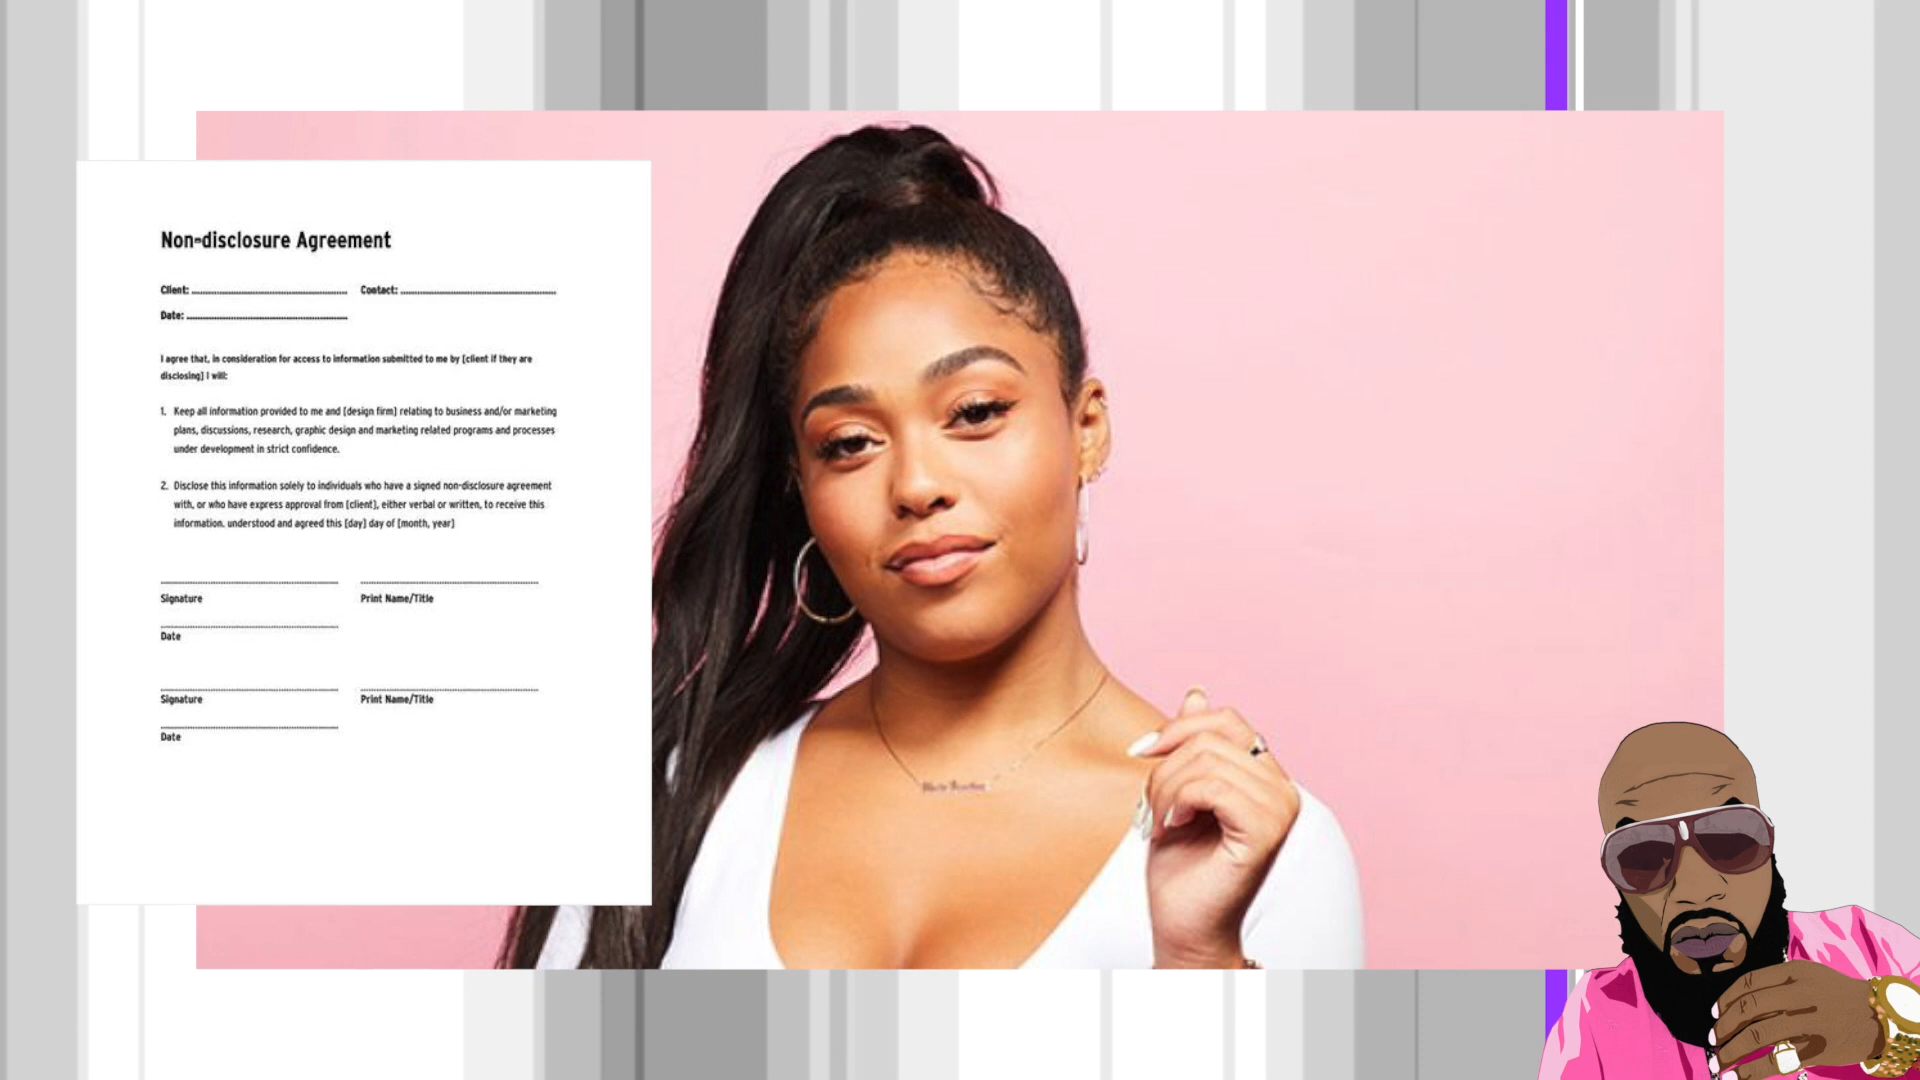 Non-disclosure Agreement
Client: Contact:
Date:
I agree that, in consideration for access to information submitted to me by [client if they are
disclosing] I will:
1. Keep all information provided to me and [design firm] relating to business and/or marketing
plans, discussions, research, graphic design and marketing related programs and processes
under development in strict confidence.
2. Disclose this information solely to individuals who have a signed non-disclosure agreement
with, or who have express approval from [client], either verbal or written, to receive this
information. understood and agreed this [day] day of [month, year]
Signature Print Name/Title
Date
Signature Print Name/Title
Date